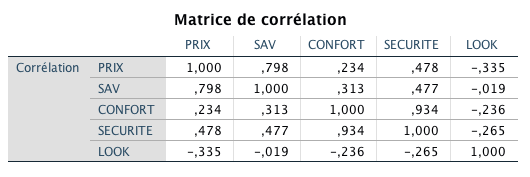 Matrice de corrélation
PRIX SAV CONFORT SECURITE LOOK
Corrélation PRIX 1,000 ,798 ,234 ,478 -,335
SAV ,798 1,000 ,313 ,477 -,019
CONFORT ,234 ,313 1,000 ,934 -,236
SECURITE ,478 ,477 ,934 1,000 -,265
LOOK -,335 -,019 -,236 -,265 1,000